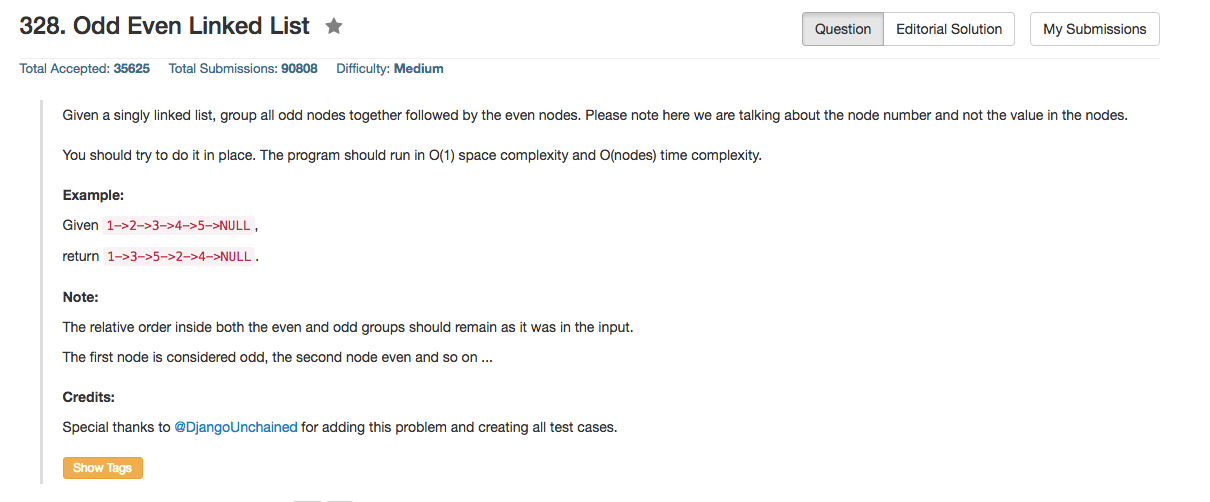 328. Odd Even Linked List
Question Editorial Solution My Submissions
Total Accepted: 35625 Total Submissions: 90808 Difficulty: Medium
Given a singly linked list, group all odd nodes together followed by the even nodes. Please note here we are talking about the node number and not the value in the nodes.
You should try to do it in place. The program should run in O(1) space complexity and O(nodes) time complexity.
Example:
Given 1->2->3->4->5->NULL,
return 1->3->5->2->4->NULL.
Note:
The relative order inside both the even and odd groups should remain as it was in the input.
The first node is considered odd, the second node even and so on ...
Credits:
Special thanks to @DjangoUnchained for adding this problem and creating all test cases.
Show Tags